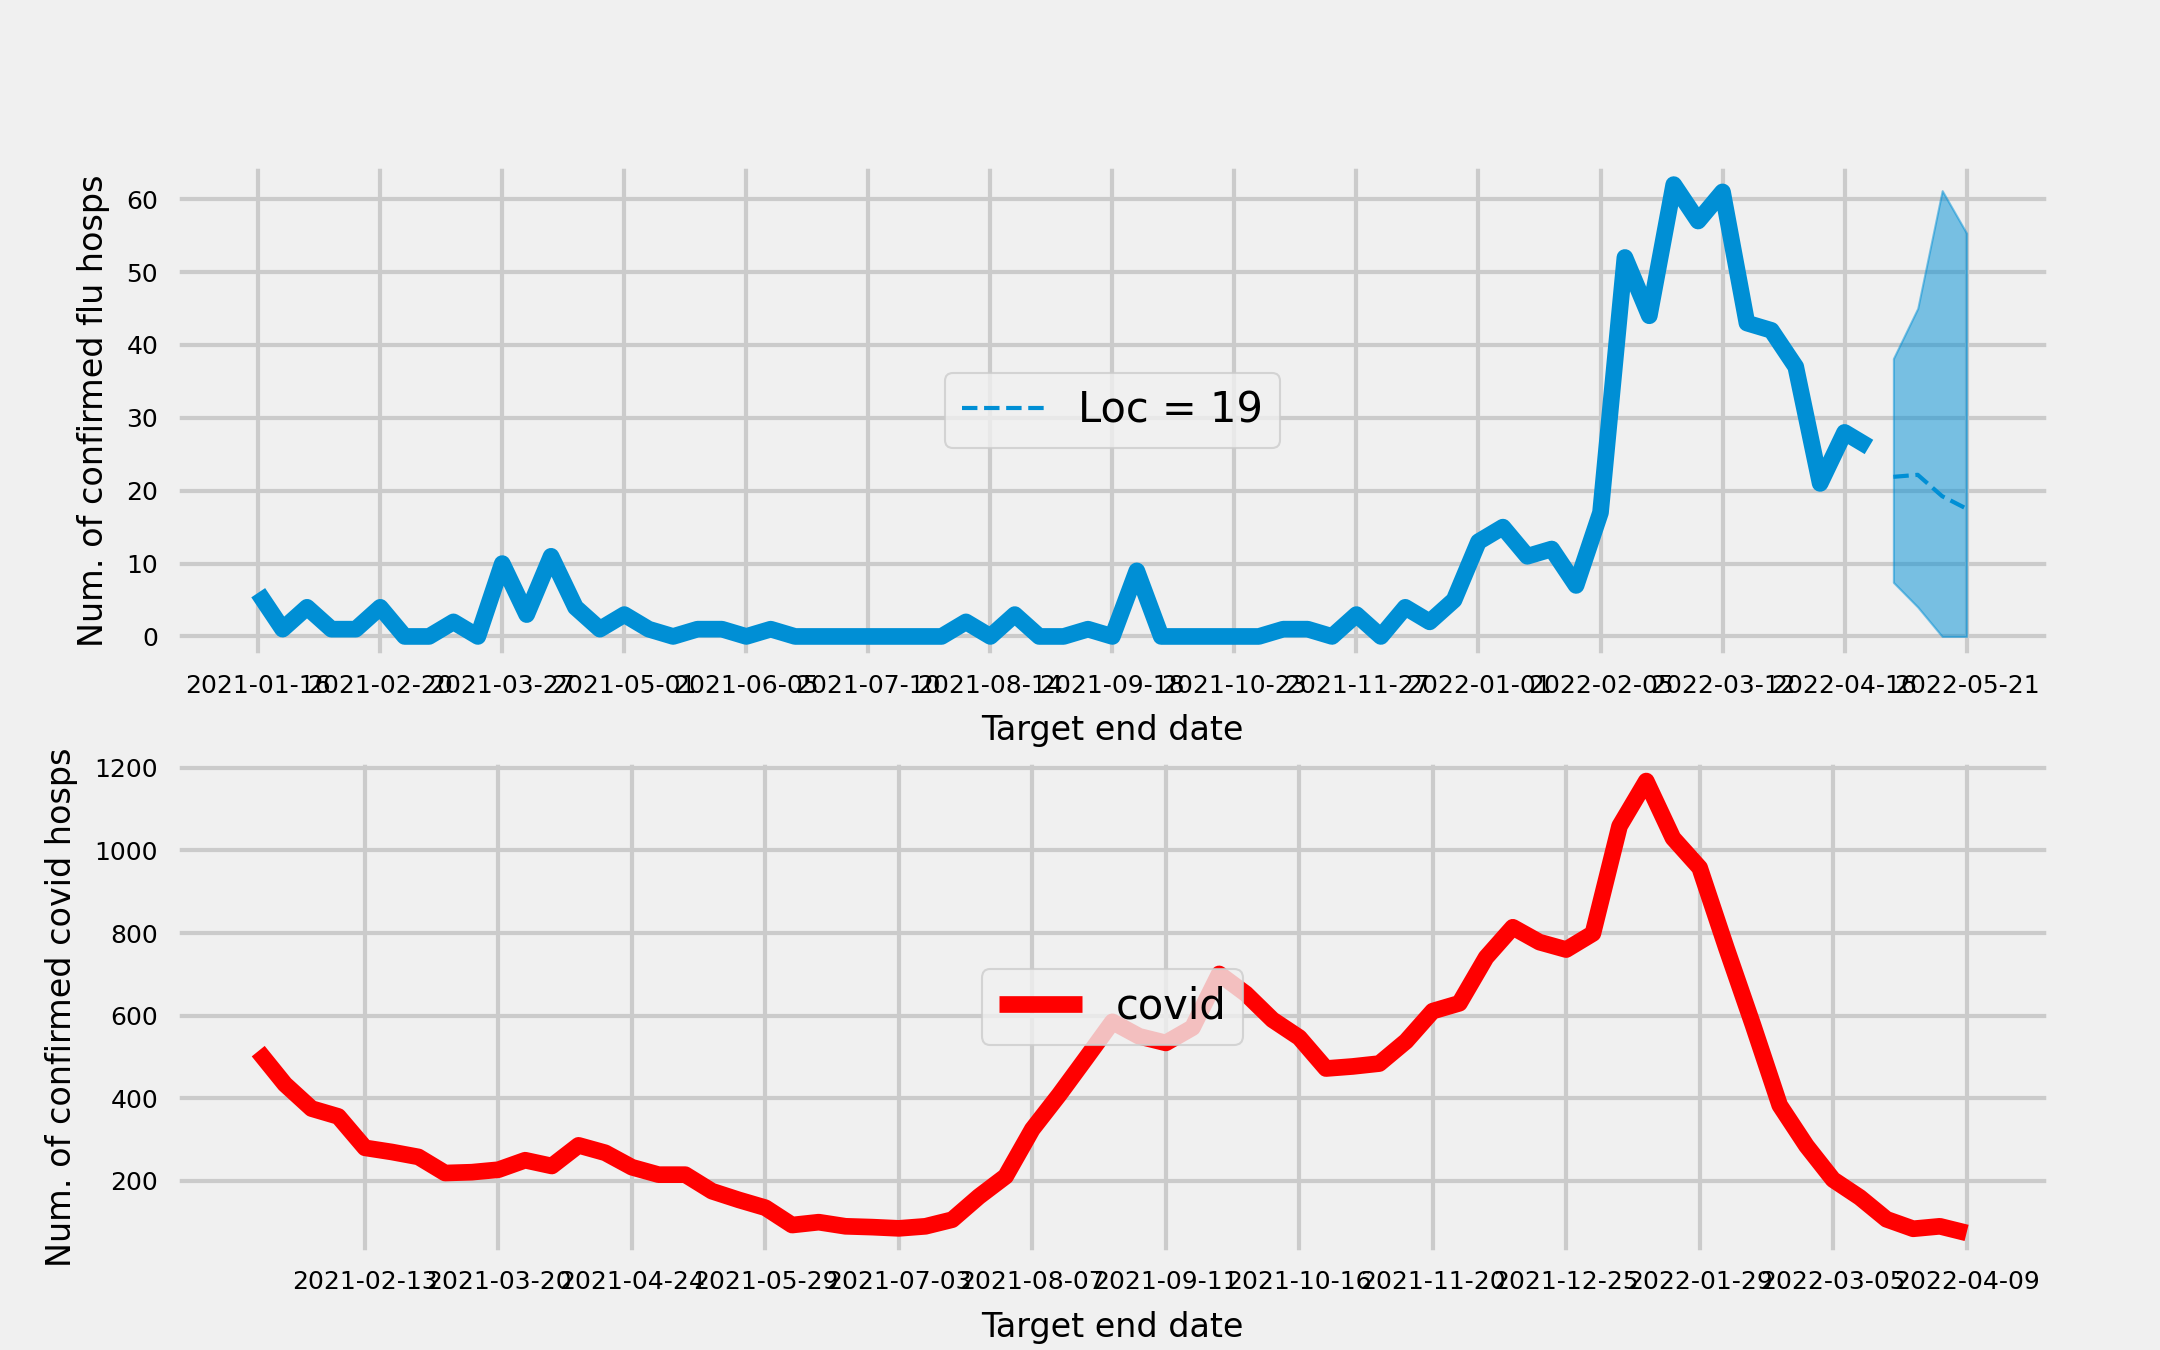 Num. of confirmed flu hosps
60
50
40
30
20
10
0
Loc = 19
2021-01-16 2021-02-20 2021-03-27 2021-05-01 2021-06-05 2021-07-10 2021-08-14 2021-09-18 2021-10-23 2021-11-27 2022-01-01 2022-02-05 2022-03-12 2022-04-16 2022-05-21
Target end date
Num. of confirmed covid hosps
1200
1000
800
600
400
200
covid
2021-02-13 2021-03-20 2021-04-24 2021-05-29 2021-07-03 2021-08-07 2021-09-11 2021-10-16 2021-11-20 2021-12-25 2022-01-29 2022-03-05 2022-04-09
Target end date